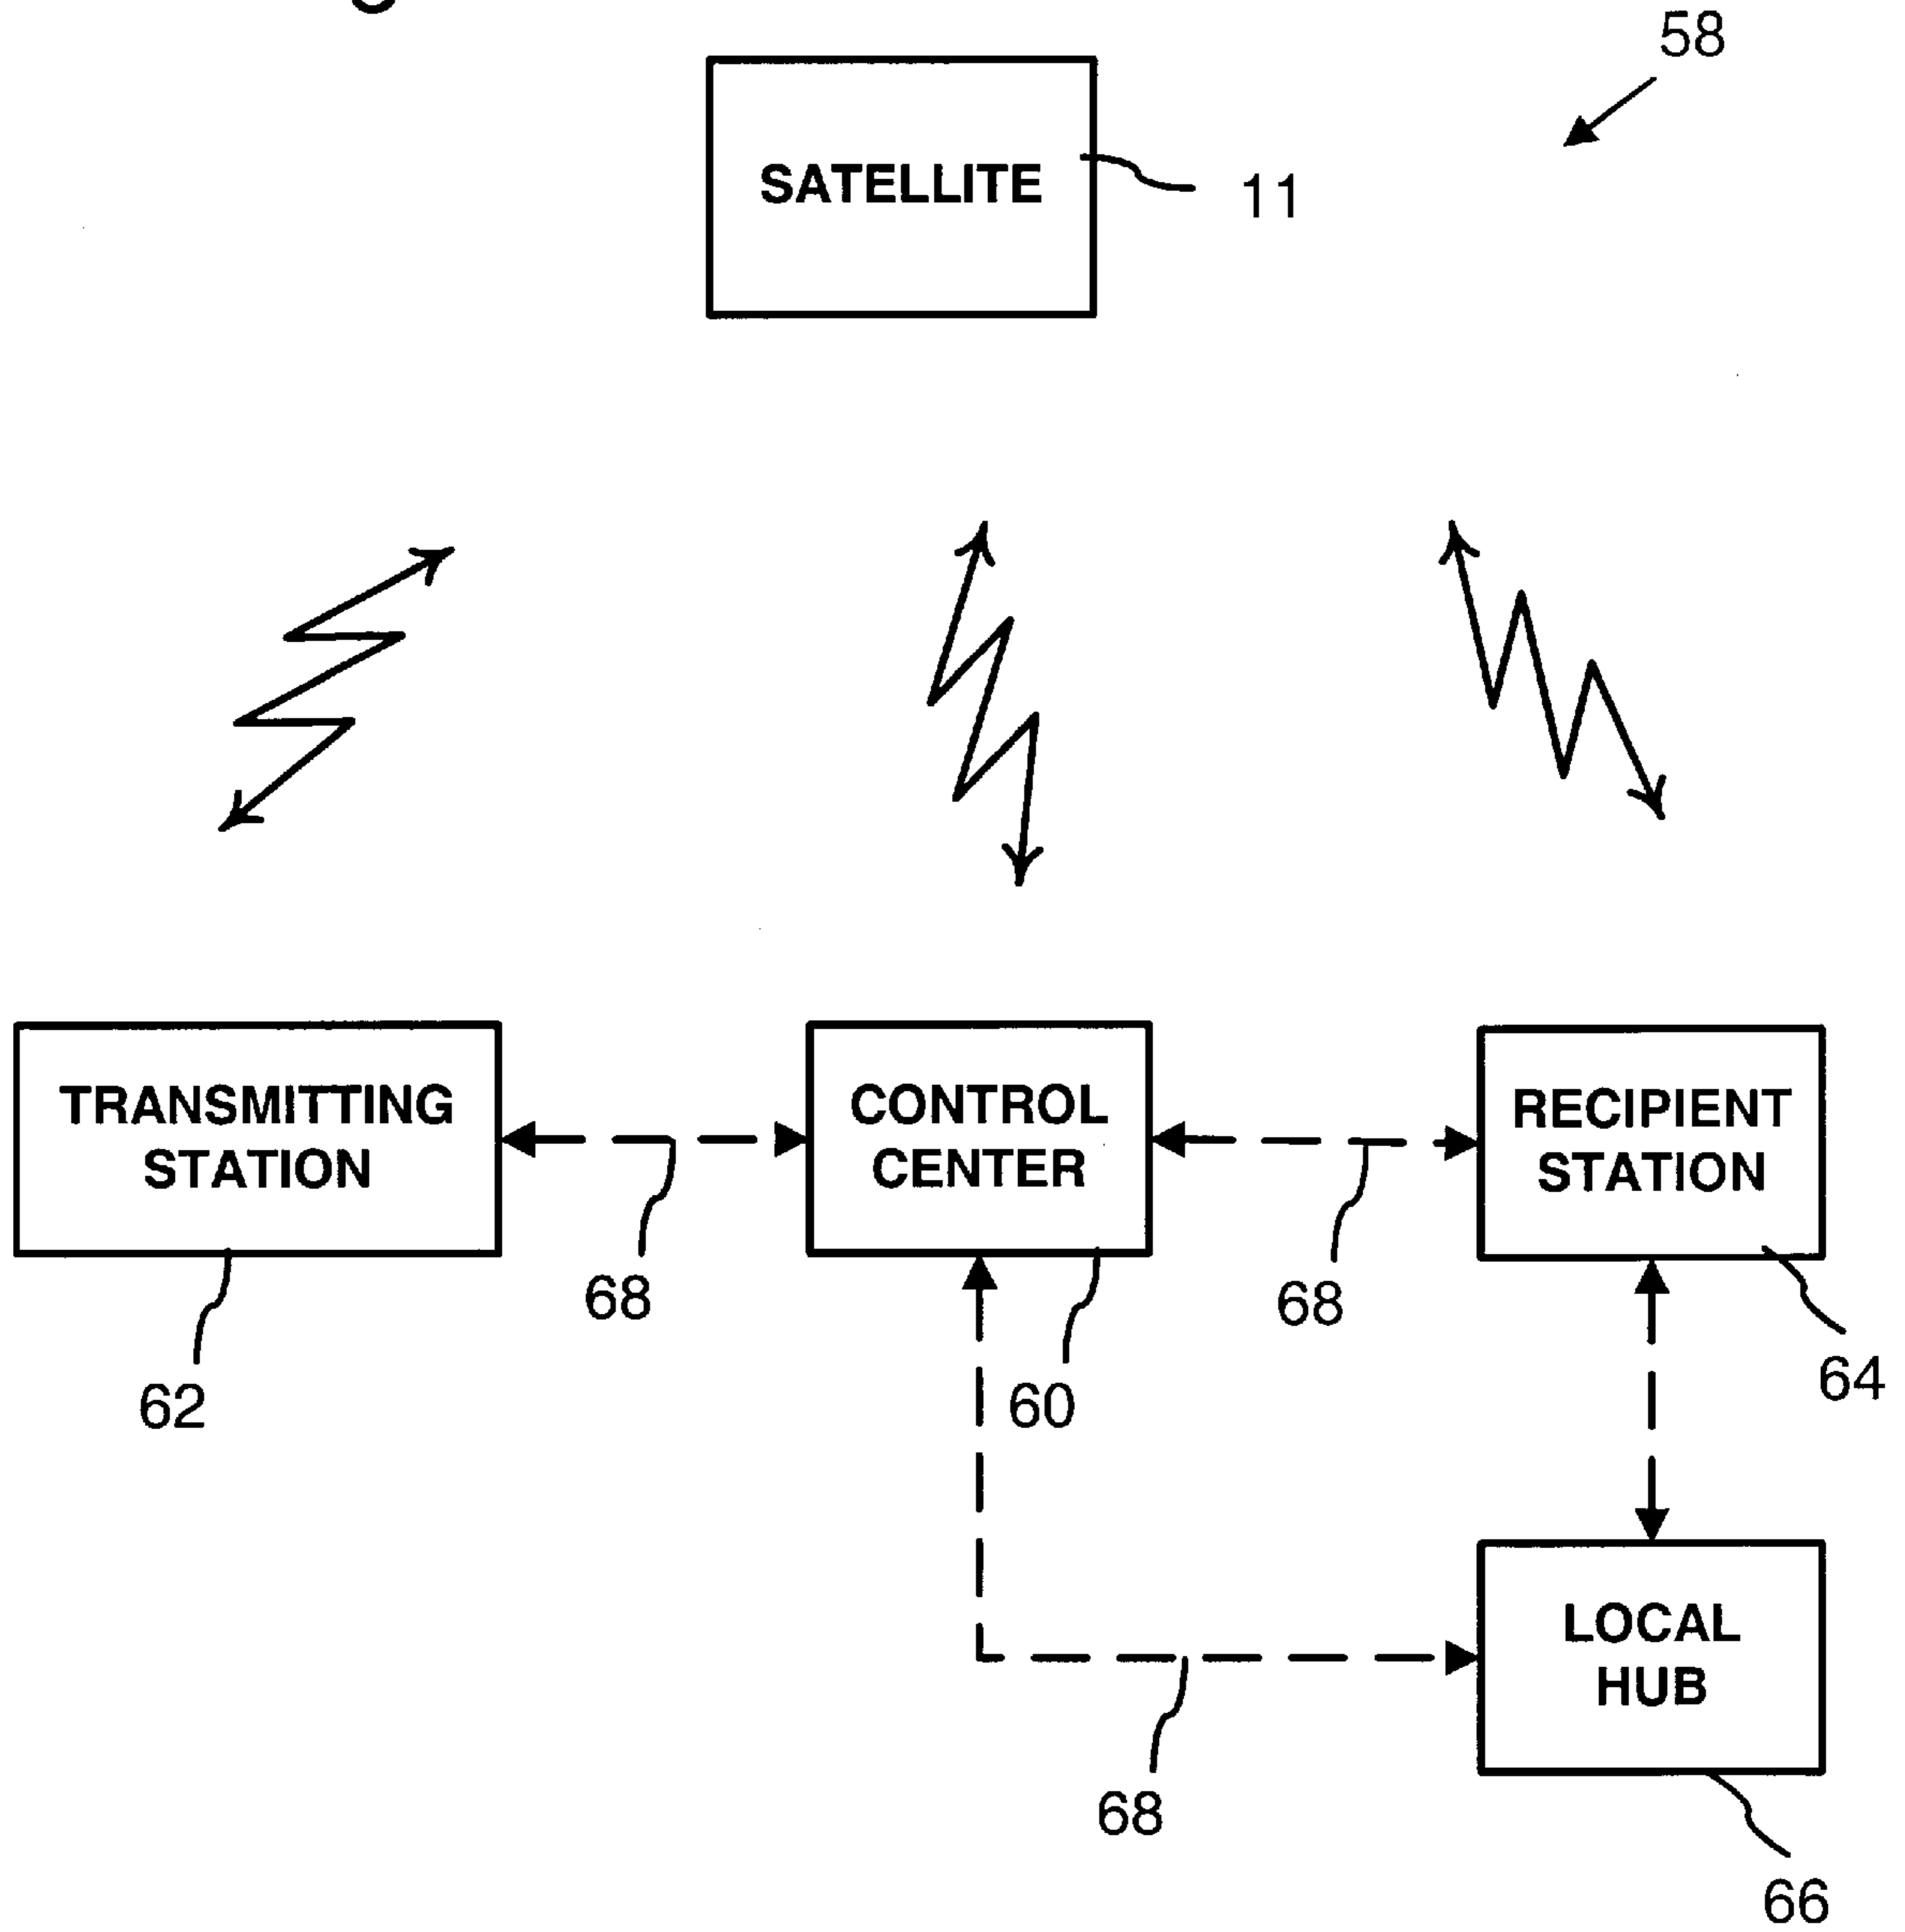 58
SATELLITE
11
TRANSMITTING
STATION
CONTROL
CENTER
RECIPIENT
STATION
68
68
62
60
64
LOCAL
HUB
68
66